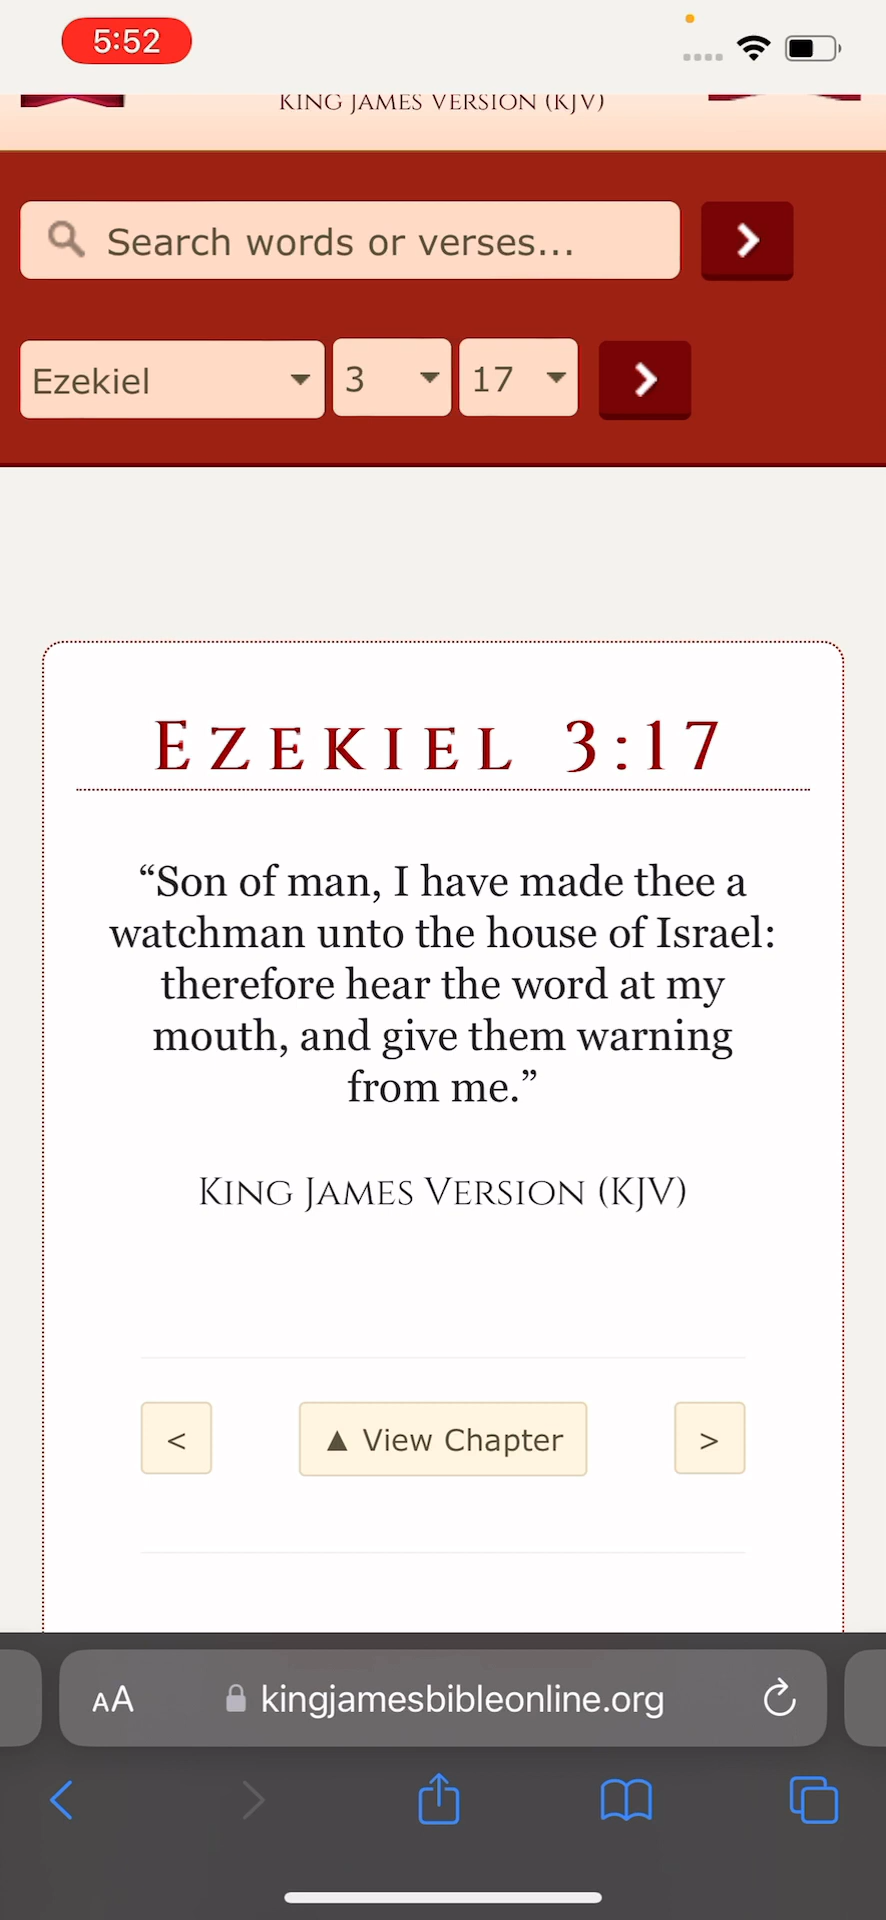 5:52
KING JAMES VERSION (KJV)
Search words or verses...
Ezekiel 3 17
EZEKIEL 3:17
“Son of man, I have made thee a
watchman unto the house of Israel:
therefore hear the word at my
mouth, and give them warning
from me.”
KING JAMES VERSION (KJV)
< ▲ View Chapter >
AA kingjamesbibleonline.org